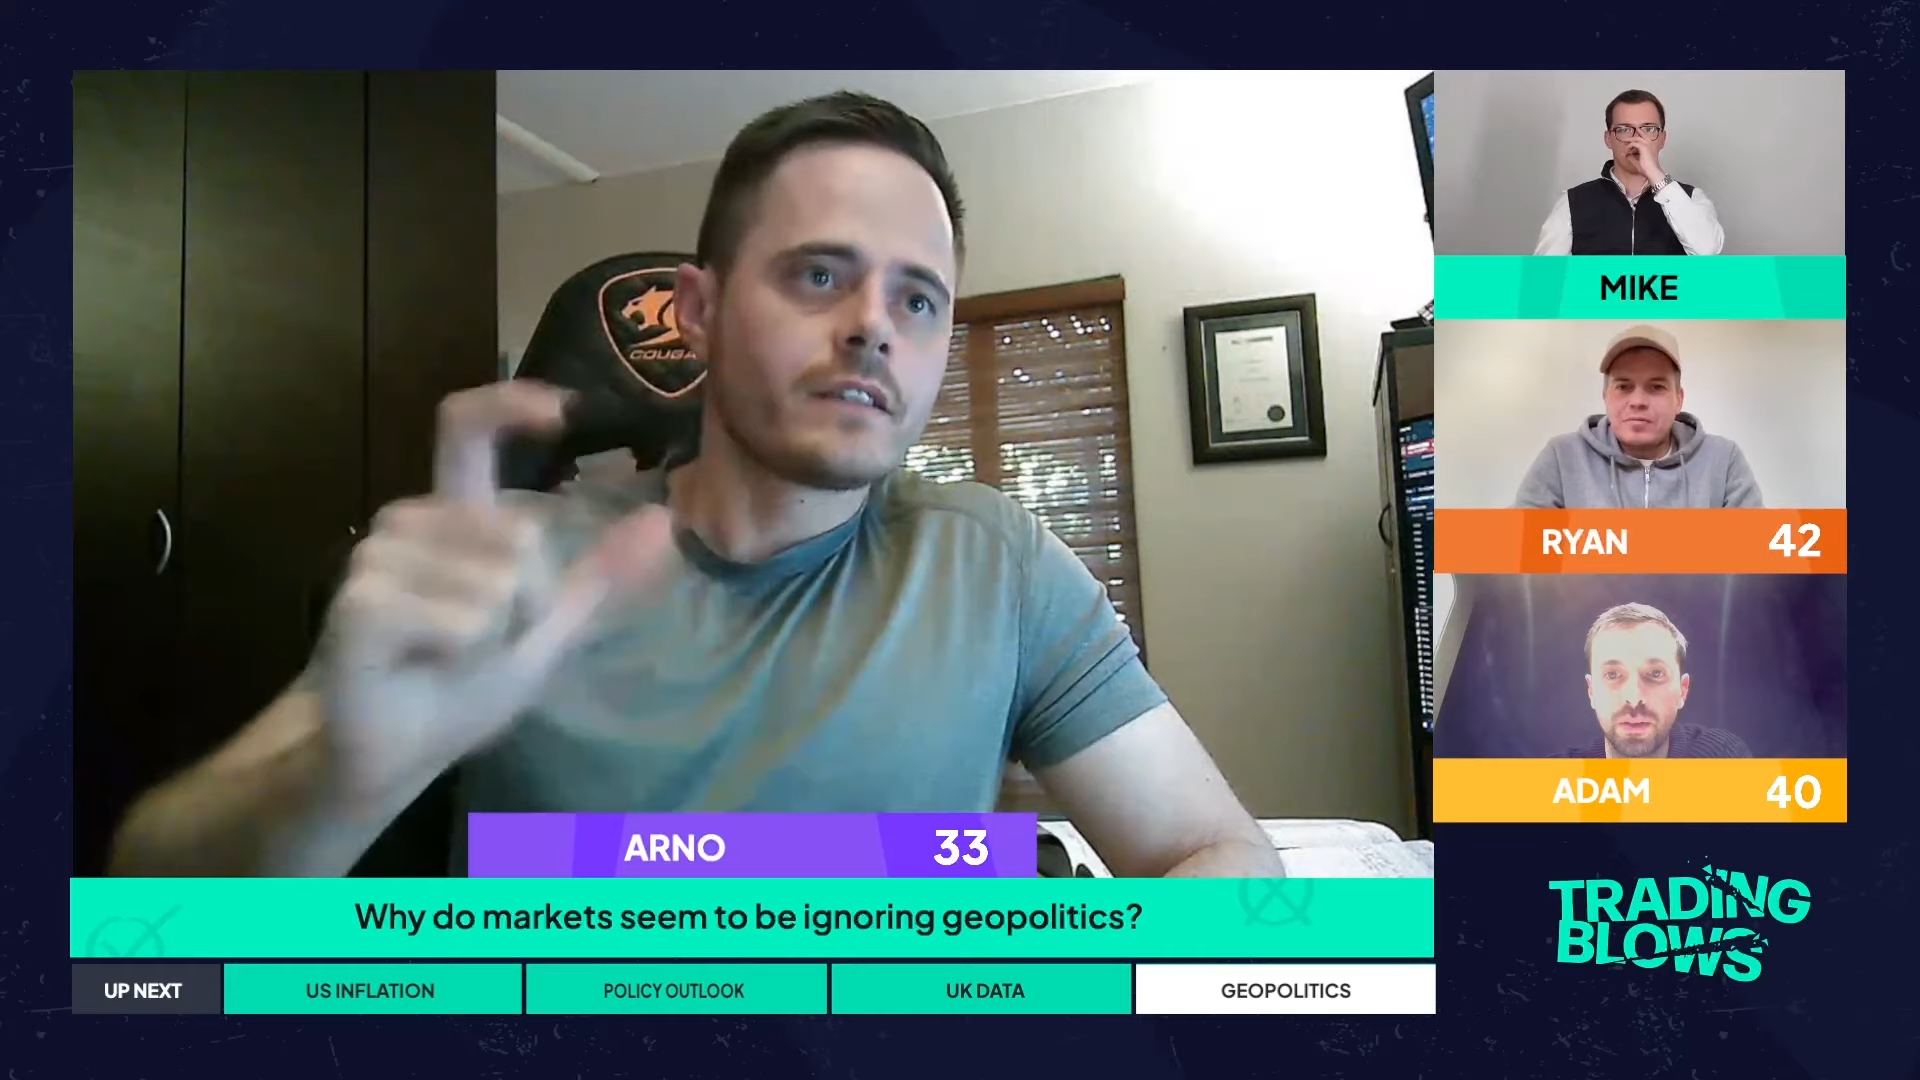 COUGA
MIKE
RYAN 42
ADAM 40
ARNO 33
Why do markets seem to be ignoring geopolitics?
UP NEXT
US INFLATION
POLICY OUTLOOK
UK DATA
GEOPOLITICS
TRADING
BLOWS